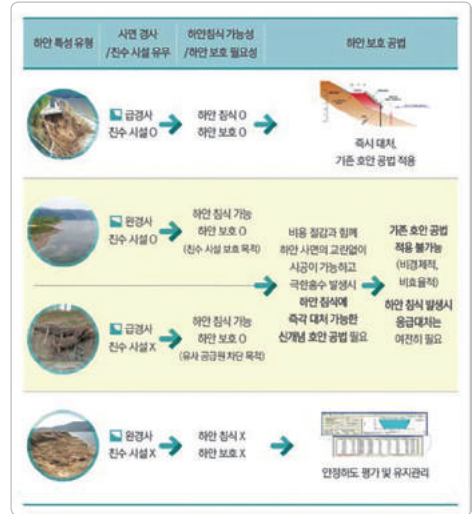 하안 특성 유형
사면 경사
/친수 시설 유무
하안침식 가능성
/하안 보호 필요성
하안 보호 공법
급경사
친수 시설 O
하안 침식 O
하안 보호 O
즉시 대처,
기존 호안 공법 적용
완경사
친수 시설 O
하안 침식 가능
하안 보호 O
(친수 시설 보호 목적)
급경사
친수 시설 X
하안 침식 가능
하안 보호 O
(유사 공급원 차단 목적)
비용 절감과 함께
하안 사면의 교란없이
시공이 가능하고
극한홍수 발생시
하안 침식에
즉각 대처 가능한
신개념 호안 공법 필요
기존 호안 공법
적용 불가능
(비경제적,
비효율적)
하안 침식 발생시
응급대처는
여전히 필요
완경사
친수 시설 X
하안 침식 X
하안 보호 X
안정하도 평가 및 유지관리